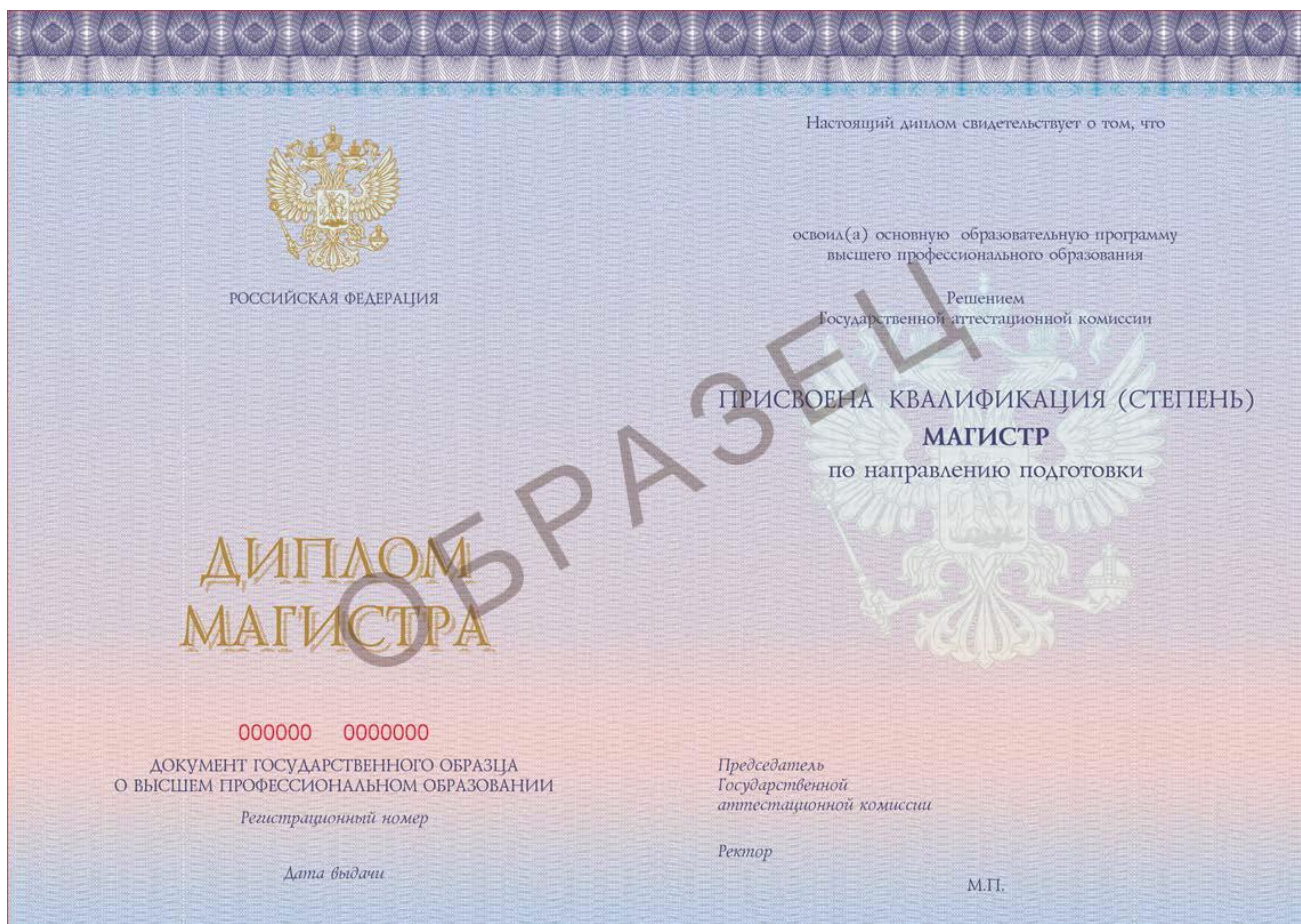 РОССИЙСКАЯ ФЕДЕРАЦИЯ
ДИПЛОМ
МАГИСТРА
000000 0000000
ДОКУМЕНТ ГОСУДАРСТВЕННОГО ОБРАЗЦА
О ВЫСШЕМ ПРОФЕССИОНАЛЬНОМ ОБРАЗОВАНИИ
Регистрационный номер
Дата выдачи
Настоящий диплом свидетельствует о том, что
освоил(а) основную образовательную программу
высшего профессионального образования
Решением
Государственной аттестационной комиссии
ПРИСВОЕНА КВАЛИФИКАЦИЯ (СТЕПЕНЬ)
МАГИСТР
по направлению подготовки
Председатель
Государственной
аттестационной комиссии
Ректор
М.П.
ОБРАЗЕЦ